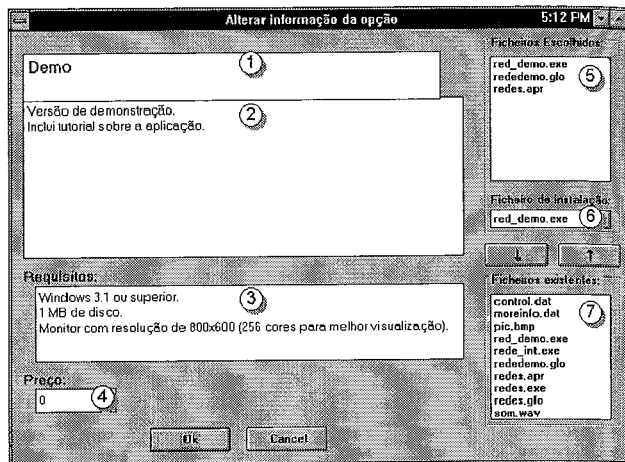 Alterar informação da opção 5:12 PM
Demo
1
Versão de demonstração.
Inclui tutorial sobre a aplicação.
2
Requisitos:
Windows 3.1 ou superior.
1 MB de disco.
Monitor com resolução de 800x600 (256 cores para melhor visualização).
3
Preço:
0
4
Ok
Cancel
Ficheiros Escolhidos:
red_demo.exe
rededemo.glo
redes.apr
5
Ficheiro de instalação:
red_demo.exe
6
↓ ↑
Ficheiros existentes:
control.dat
moreinfo.dat
pic.bmp
red_demo.exe
rede_int.exe
rededemo.glo
redes.apr
redes.exe
redes.glo
som.wav
7